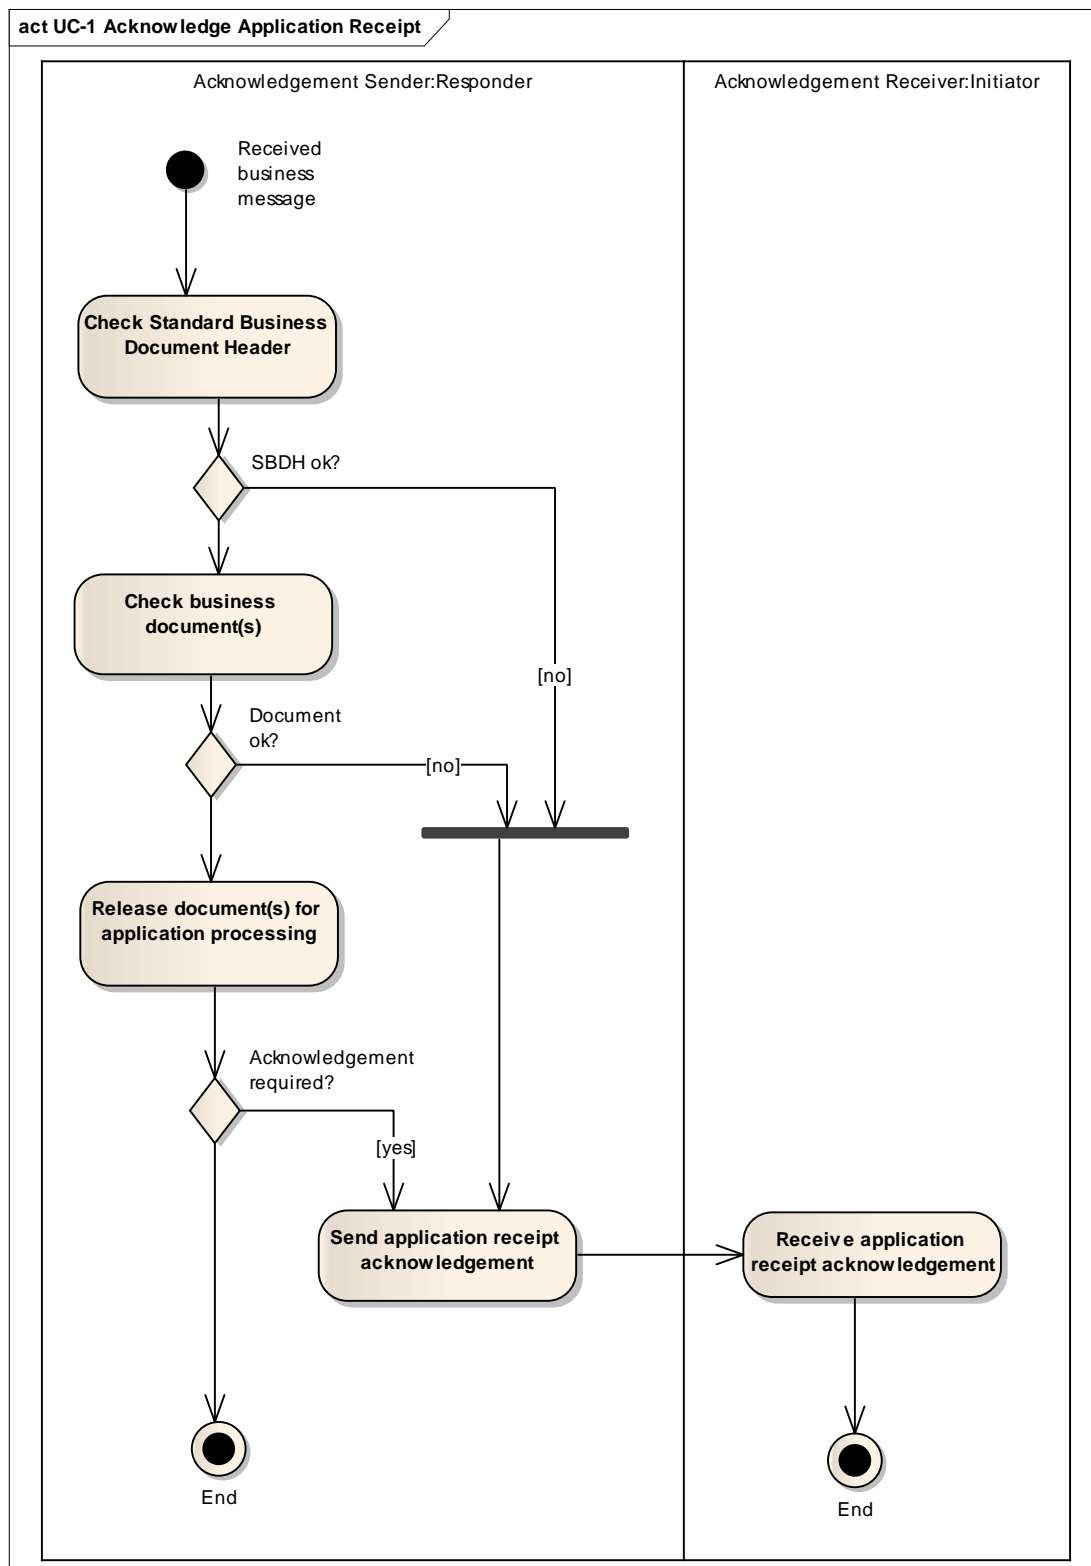 act UC-1 Acknowledge Application Receipt
Acknowledgement Sender:Responder
Acknowledgement Receiver:Initiator
Received
business
message
Check Standard Business
Document Header
SBDH ok?
Check business
document(s)
[no]
Document
ok?
[no]
Release document(s) for
application processing
Acknowledgement
required?
[yes]
Send application receipt
acknowledgement
Receive application
receipt acknowledgement
End
End